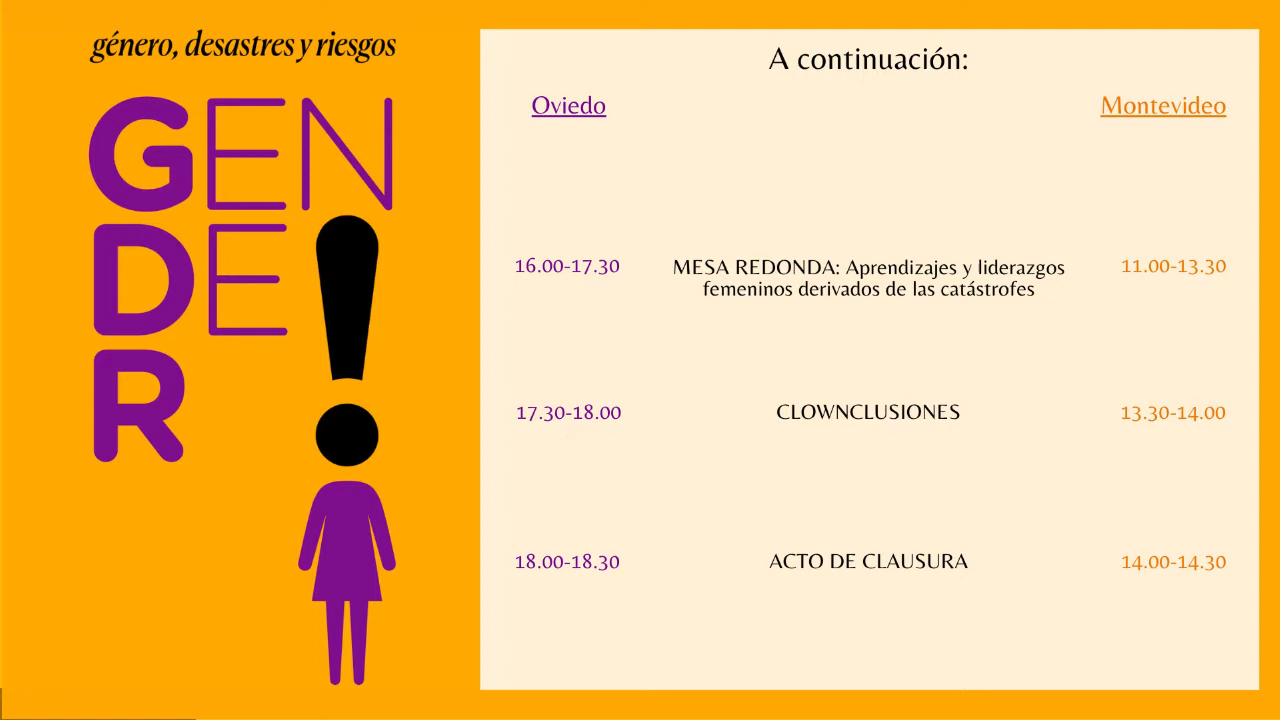 género, desastres y riesgos
GEN
DE
R
A continuación:
Oviedo
Montevideo
16.00-17.30
MESA REDONDA: Aprendizajes y liderazgos
femeninos derivados de las catástrofes
11.00-13.30
17.30-18.00
CLOWNCLUSIONES
13.30-14.00
18.00-18.30
ACTO DE CLAUSURA
14.00-14.30